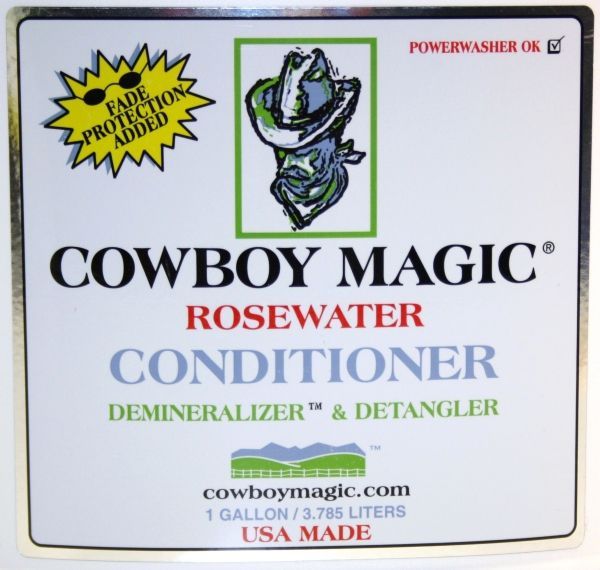 POWERWASHER OK ☑
FADE
PROTECTION
ADDED
COWBOY MAGIC®
ROSEWATER
CONDITIONER
DEMINERALIZER™ & DETANGLER
™
cowboymagic.com
1 GALLON / 3.785 LITERS
USA MADE